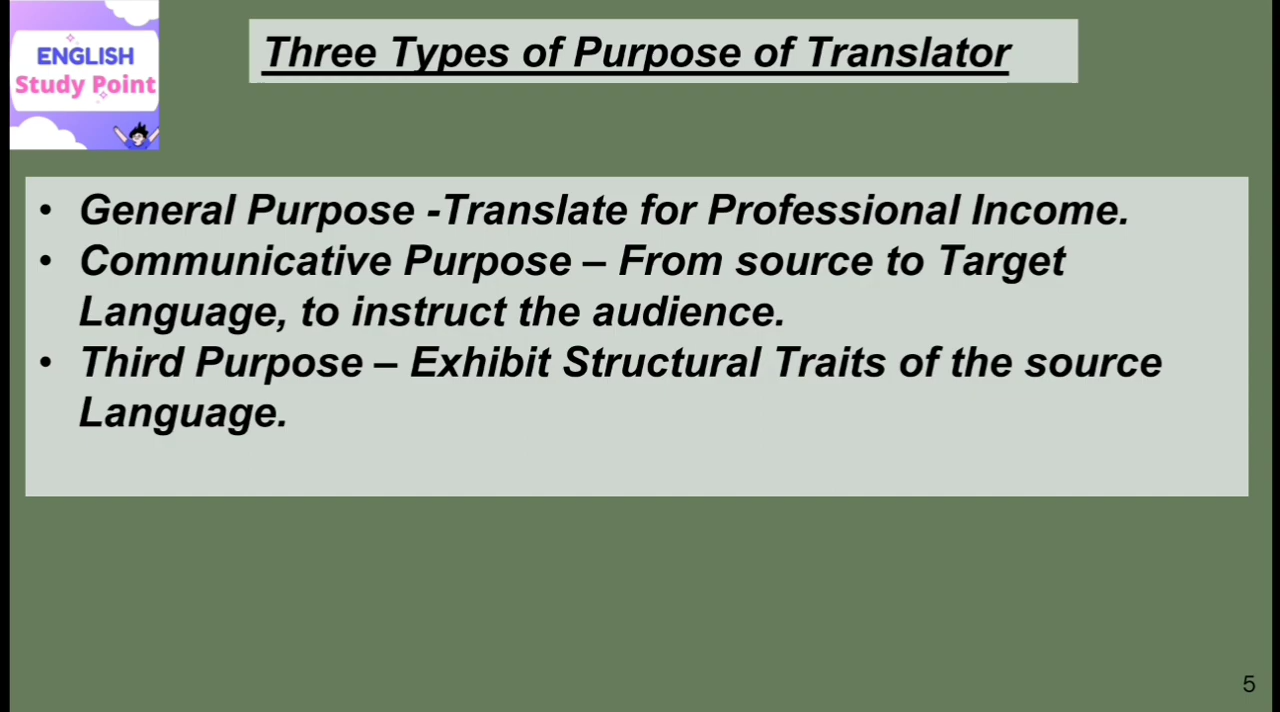 ENGLISH
Study Point
Three Types of Purpose of Translator
• General Purpose -Translate for Professional Income.
• Communicative Purpose – From source to Target
Language, to instruct the audience.
• Third Purpose – Exhibit Structural Traits of the source
Language.
5